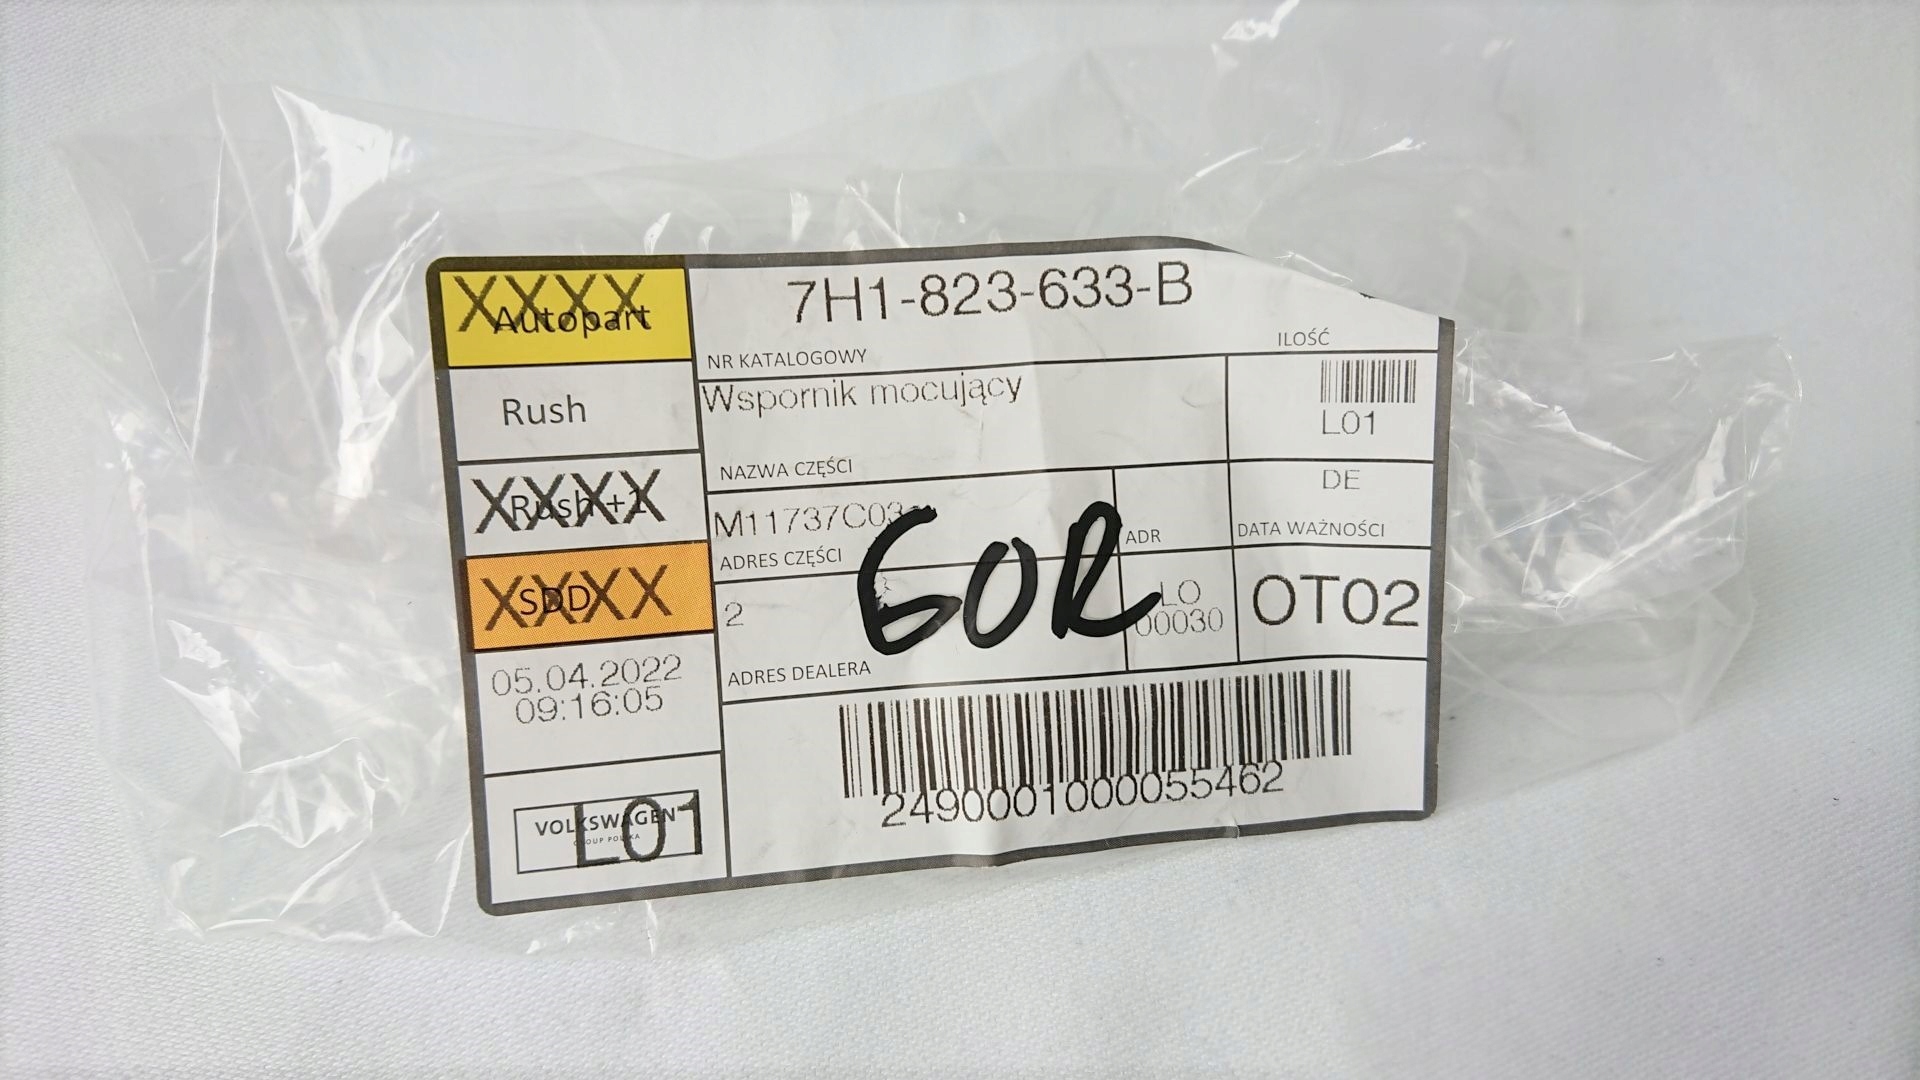 XXXX
Autopart
Rush
XXXX
Rush +1
XXXX
SDD
05.04.2022
09:16:05
VOLKSWAGEN
GROUP POLSKA
L01
7H1-823-633-B
NR KATALOGOWY
ILOŚĆ
Wspornik mocujący
NAZWA CZĘŚCI
L01
DE
DATA WAŻNOŚCI
ADRES CZĘŚCI
ADR
2
ADRES DEALERA
LO
00030
OT02
2490001000055462